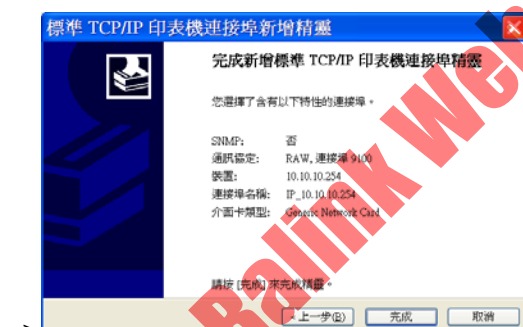 標準 TCP/IP 印表機連接埠新增精靈
完成新增標準 TCP/IP 印表機連接埠精靈
您選擇了含有以下特性的連接埠。
SNMP: 否
通訊協定: RAW, 連接埠 9100
裝置: 10.10.10.254
連接埠名稱: IP_10.10.10.254
介面卡類型: Generic Network Card
請按 [完成] 來完成精靈。
< 上一步(B) 完成 取消
Ralink Web